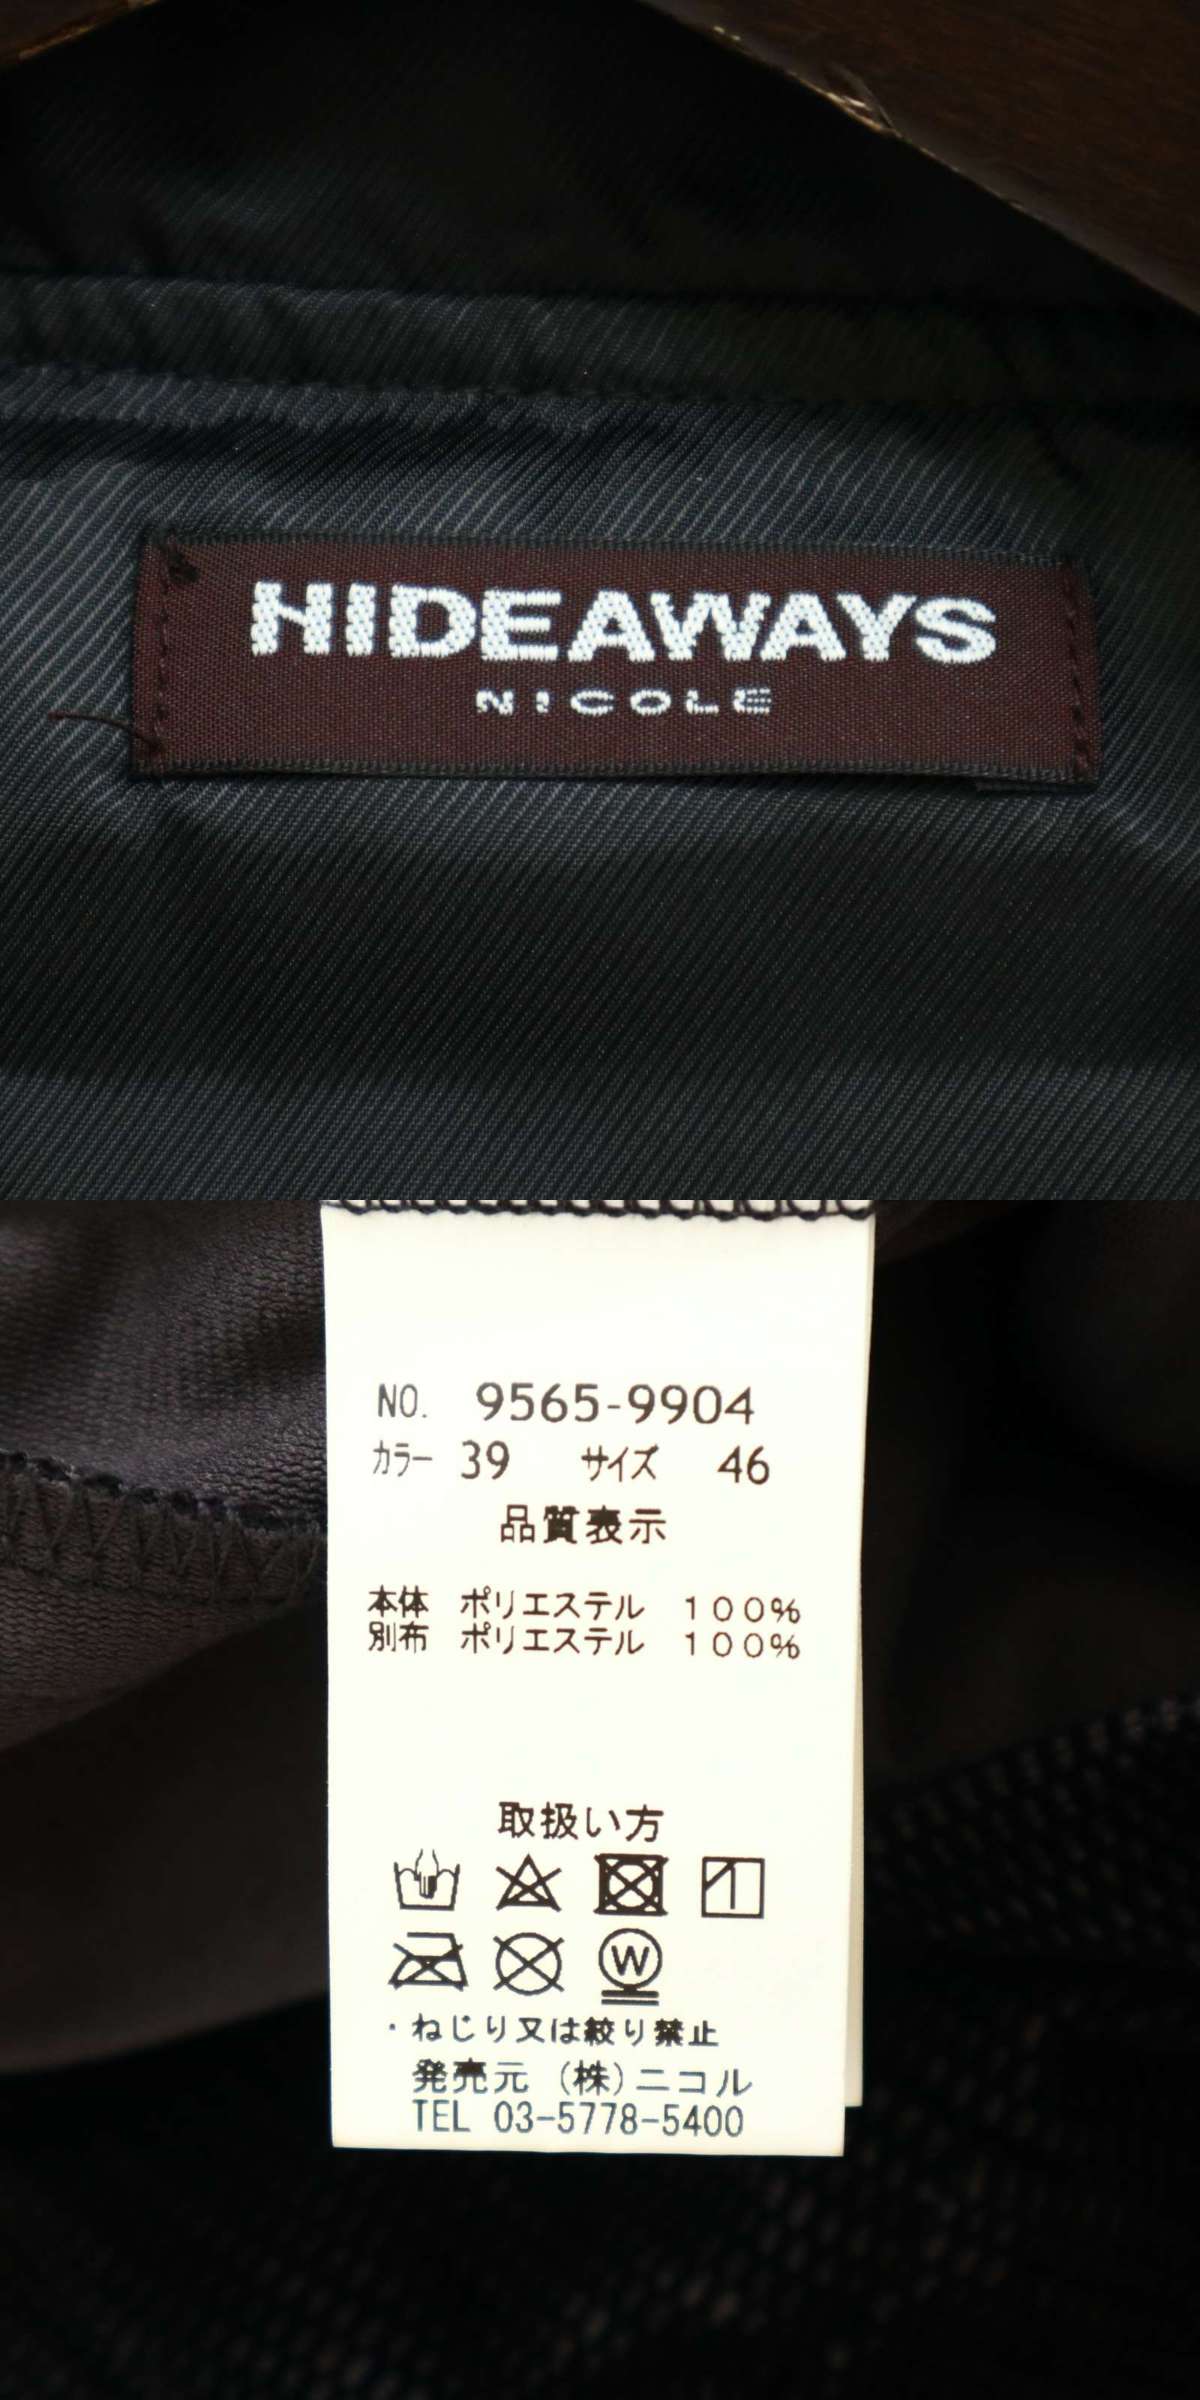 HIDEAWAYS
NICOLE
NO. 9565-9904
カラー 39 サイズ 46
品質表示
本体 ポリエステル 100%
別布 ポリエステル 100%
取扱い方
W
・ねじり又は絞り禁止
発売元 (株)ニコル
TEL 03-5778-5400